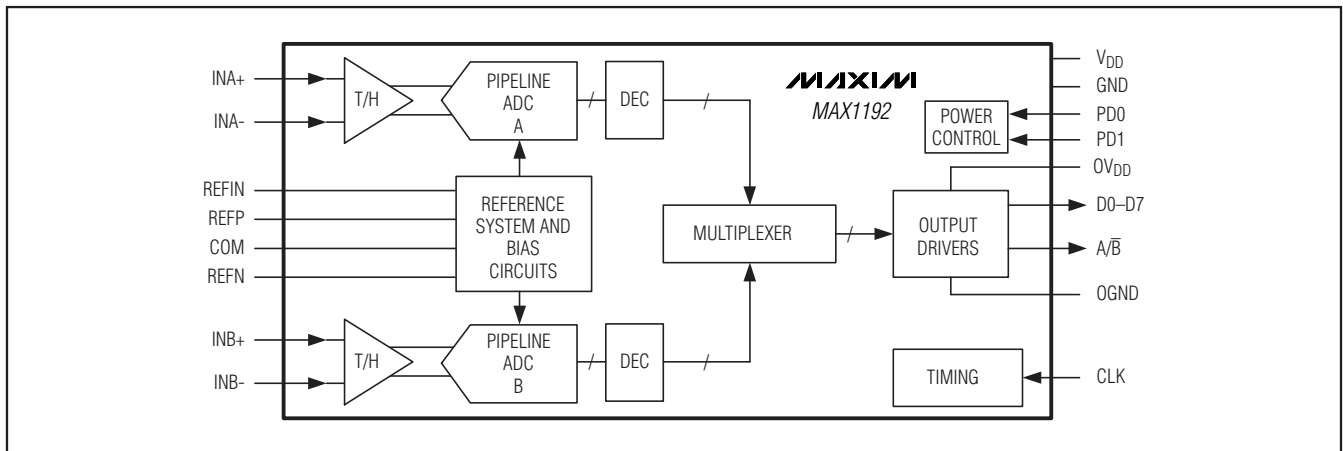 INA+
INA-
T/H
PIPELINE
ADC
A
DEC
MAXIM
MAX1192
POWER
CONTROL
VDD
GND
PD0
PD1
OVDD
REFIN
REFP
COM
REFN
REFERENCE
SYSTEM AND
BIAS
CIRCUITS
MULTIPLEXER
OUTPUT
DRIVERS
D0–D7
A/B̅
OGND
INB+
INB-
T/H
PIPELINE
ADC
B
DEC
TIMING
CLK